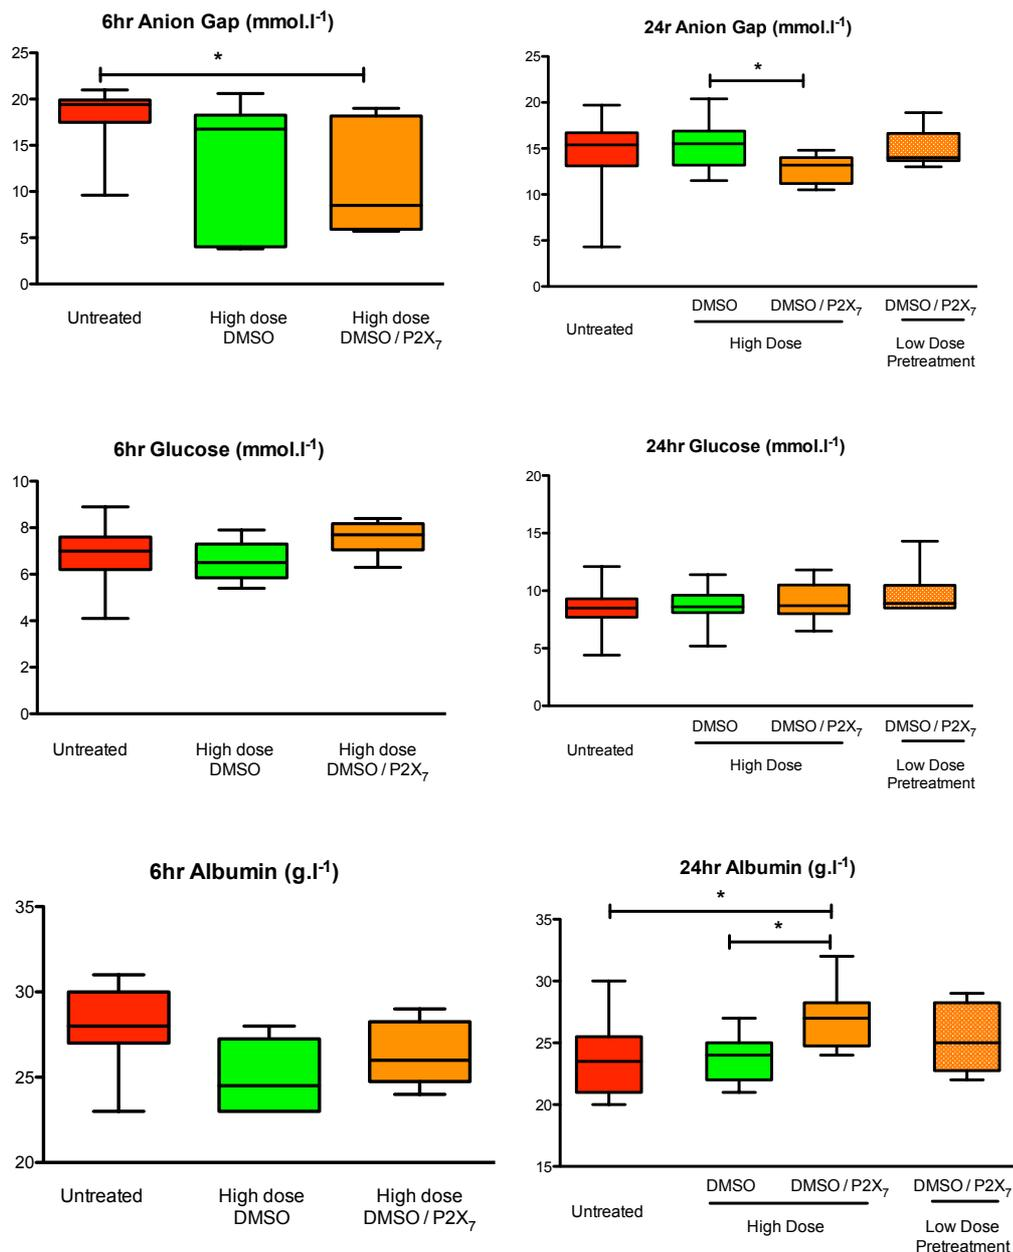 6hr Anion Gap (mmol.l⁻¹)
*
25
20
15
10
5
0
Untreated
High dose
DMSO
High dose
DMSO / P2X₇
24r Anion Gap (mmol.l⁻¹)
*
25
20
15
10
5
0
Untreated
DMSO
DMSO / P2X₇
High Dose
DMSO / P2X₇
Low Dose
Pretreatment
6hr Glucose (mmol.l⁻¹)
10
8
6
4
2
0
Untreated
High dose
DMSO
High dose
DMSO / P2X₇
24hr Glucose (mmol.l⁻¹)
20
15
10
5
0
Untreated
DMSO
DMSO / P2X₇
High Dose
DMSO / P2X₇
Low Dose
Pretreatment
6hr Albumin (g.l⁻¹)
35
30
25
20
Untreated
High dose
DMSO
High dose
DMSO / P2X₇
24hr Albumin (g.l⁻¹)
*
*
35
30
25
20
15
Untreated
DMSO
DMSO / P2X₇
High Dose
DMSO / P2X₇
Low Dose
Pretreatment